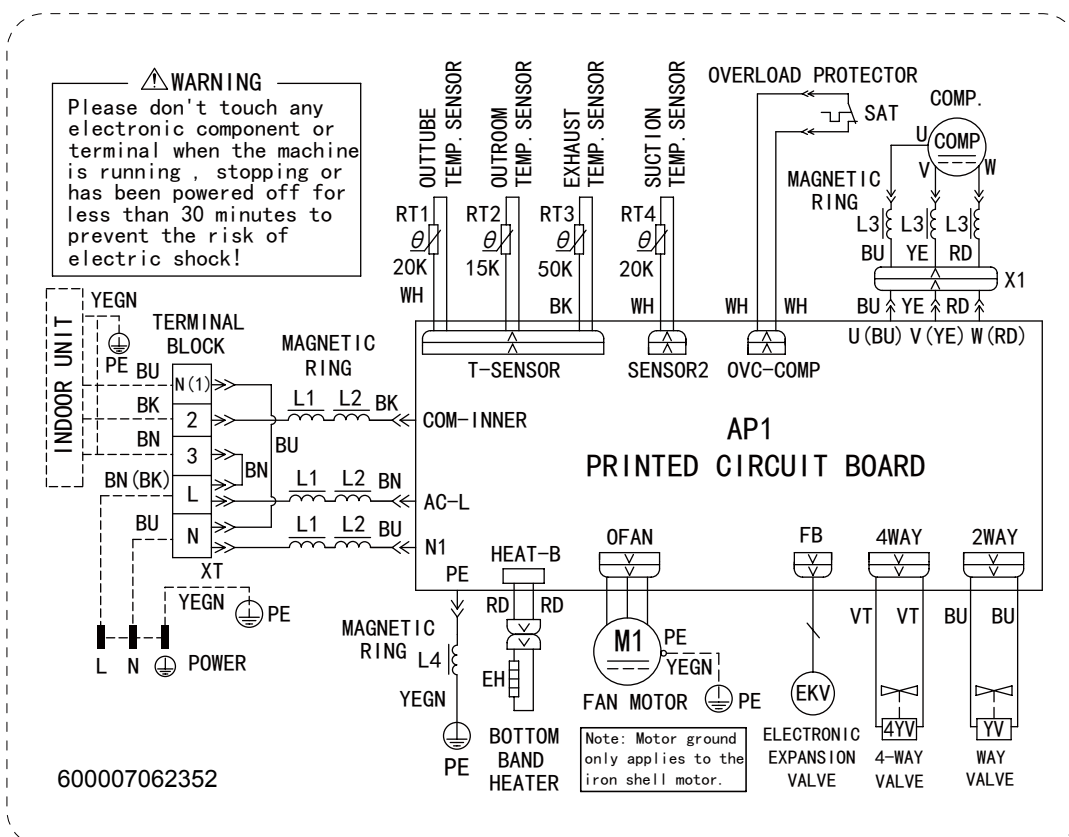 WARNING
Please don't touch any
electronic component or
terminal when the machine
is running , stopping or
has been powered off for
less than 30 minutes to
prevent the risk of
electric shock!
OUTTUBE
TEMP. SENSOR
OUTROOM
TEMP. SENSOR
EXHAUST
TEMP. SENSOR
SUCTION
TEMP. SENSOR
OVERLOAD PROTECTOR
SAT
COMP.
U
COMP
V
W
MAGNETIC
RING
RT1
RT2
RT3
RT4
θ
θ
θ
θ
20K
15K
50K
20K
L3
L3
L3
BU
YE
RD
X1
WH
BK
WH
WH
WH
BU
YE
RD
U(BU) V(YE) W(RD)
T-SENSOR
SENSOR2
OVC-COMP
INDOOR UNIT
YEGN
PE
TERMINAL
BLOCK
MAGNETIC
RING
BU
N(1)
BK
2
L1
L2
BK
COM-INNER
BU
BN
3
BN
BN(BK)
L
L1
L2
BN
AC-L
BU
N
L1
L2
BU
N1
XT
AP1
PRINTED CIRCUIT BOARD
YEGN
PE
L
N
POWER
PE
HEAT-B
OFAN
FB
4WAY
2WAY
MAGNETIC
RING
L4
YEGN
PE
RD
RD
EH
BOTTOM
BAND
HEATER
M1
PE
YEGN
PE
FAN MOTOR
Note: Motor ground
only applies to the
iron shell motor.
EKV
ELECTRONIC
EXPANSION
VALVE
VT
VT
4YV
4-WAY
VALVE
BU
BU
YV
WAY
VALVE
600007062352